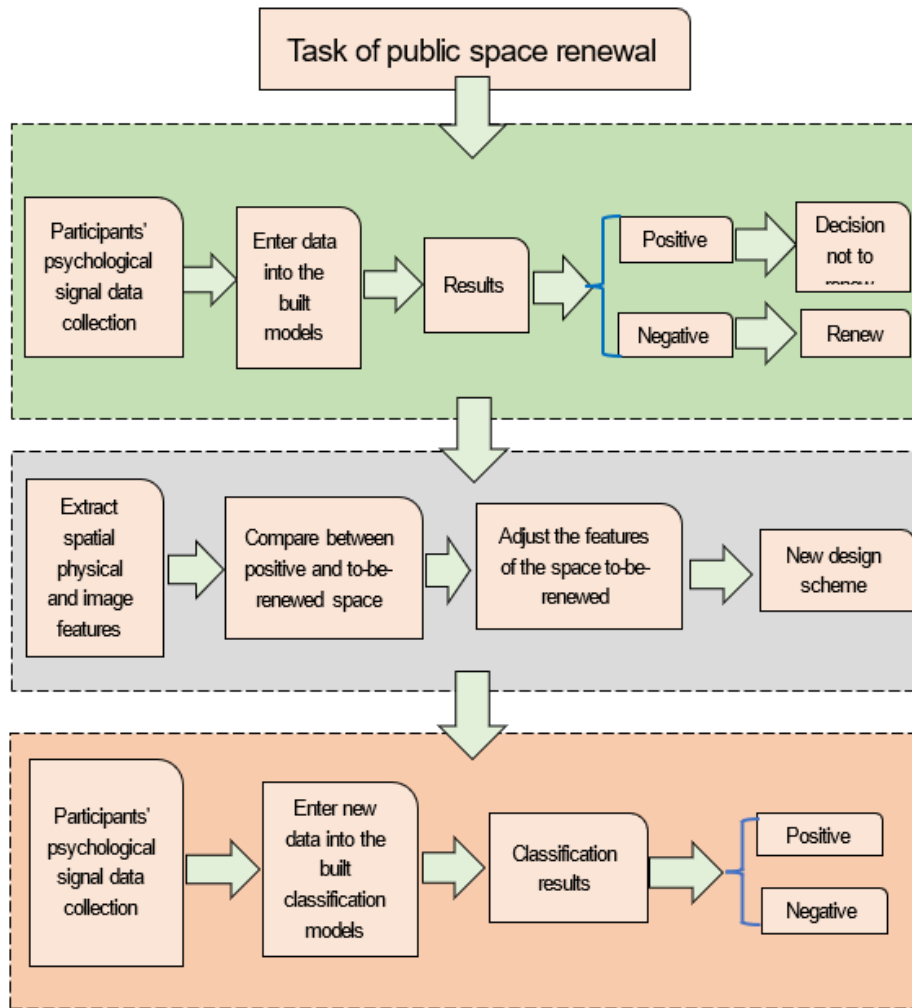 Task of public space renewal
Participants'
psychological
signal data
collection
Enter data
into the
built
models
Results
Positive
Decision
not to
renew
Negative
Renew
Extract
spatial
physical
and image
features
Compare between
positive and to-be-
renewed space
Adjust the features
of the space to-be-
renewed
New design
scheme
Participants'
psychological
signal data
collection
Enter new
data into the
built
classification
models
Classification
results
Positive
Negative